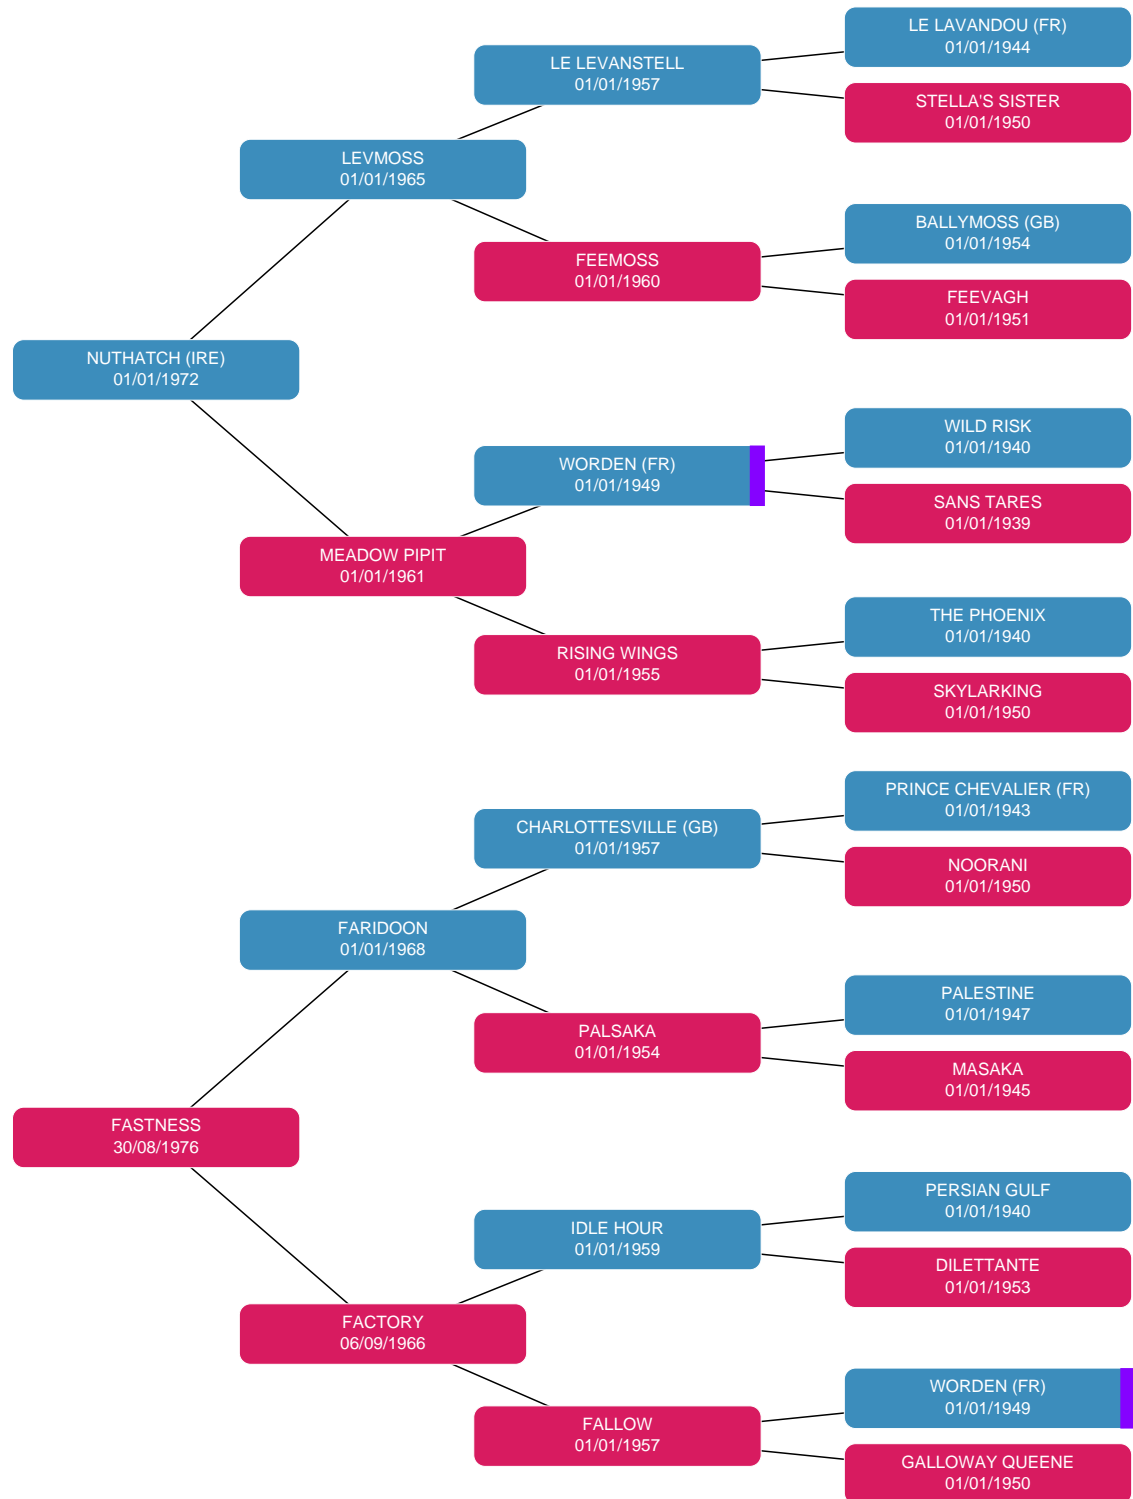 LE LAVANDOU (FR)
01/01/1944
LE LEVANSTELL
01/01/1957
STELLA'S SISTER
01/01/1950
LEVMOSS
01/01/1965
BALLYMOSS (GB)
01/01/1954
FEEMOSS
01/01/1960
FEEVAGH
01/01/1951
NUTHATCH (IRE)
01/01/1972
WILD RISK
01/01/1940
WORDEN (FR)
01/01/1949
SANS TARES
01/01/1939
MEADOW PIPIT
01/01/1961
THE PHOENIX
01/01/1940
RISING WINGS
01/01/1955
SKYLARKING
01/01/1950
PRINCE CHEVALIER (FR)
01/01/1943
CHARLOTTESVILLE (GB)
01/01/1957
NOORANI
01/01/1950
FARIDOON
01/01/1968
PALESTINE
01/01/1947
PALSAKA
01/01/1954
MASAKA
01/01/1945
FASTNESS
30/08/1976
PERSIAN GULF
01/01/1940
IDLE HOUR
01/01/1959
DILETTANTE
01/01/1953
FACTORY
06/09/1966
WORDEN (FR)
01/01/1949
FALLOW
01/01/1957
GALLOWAY QUEENE
01/01/1950